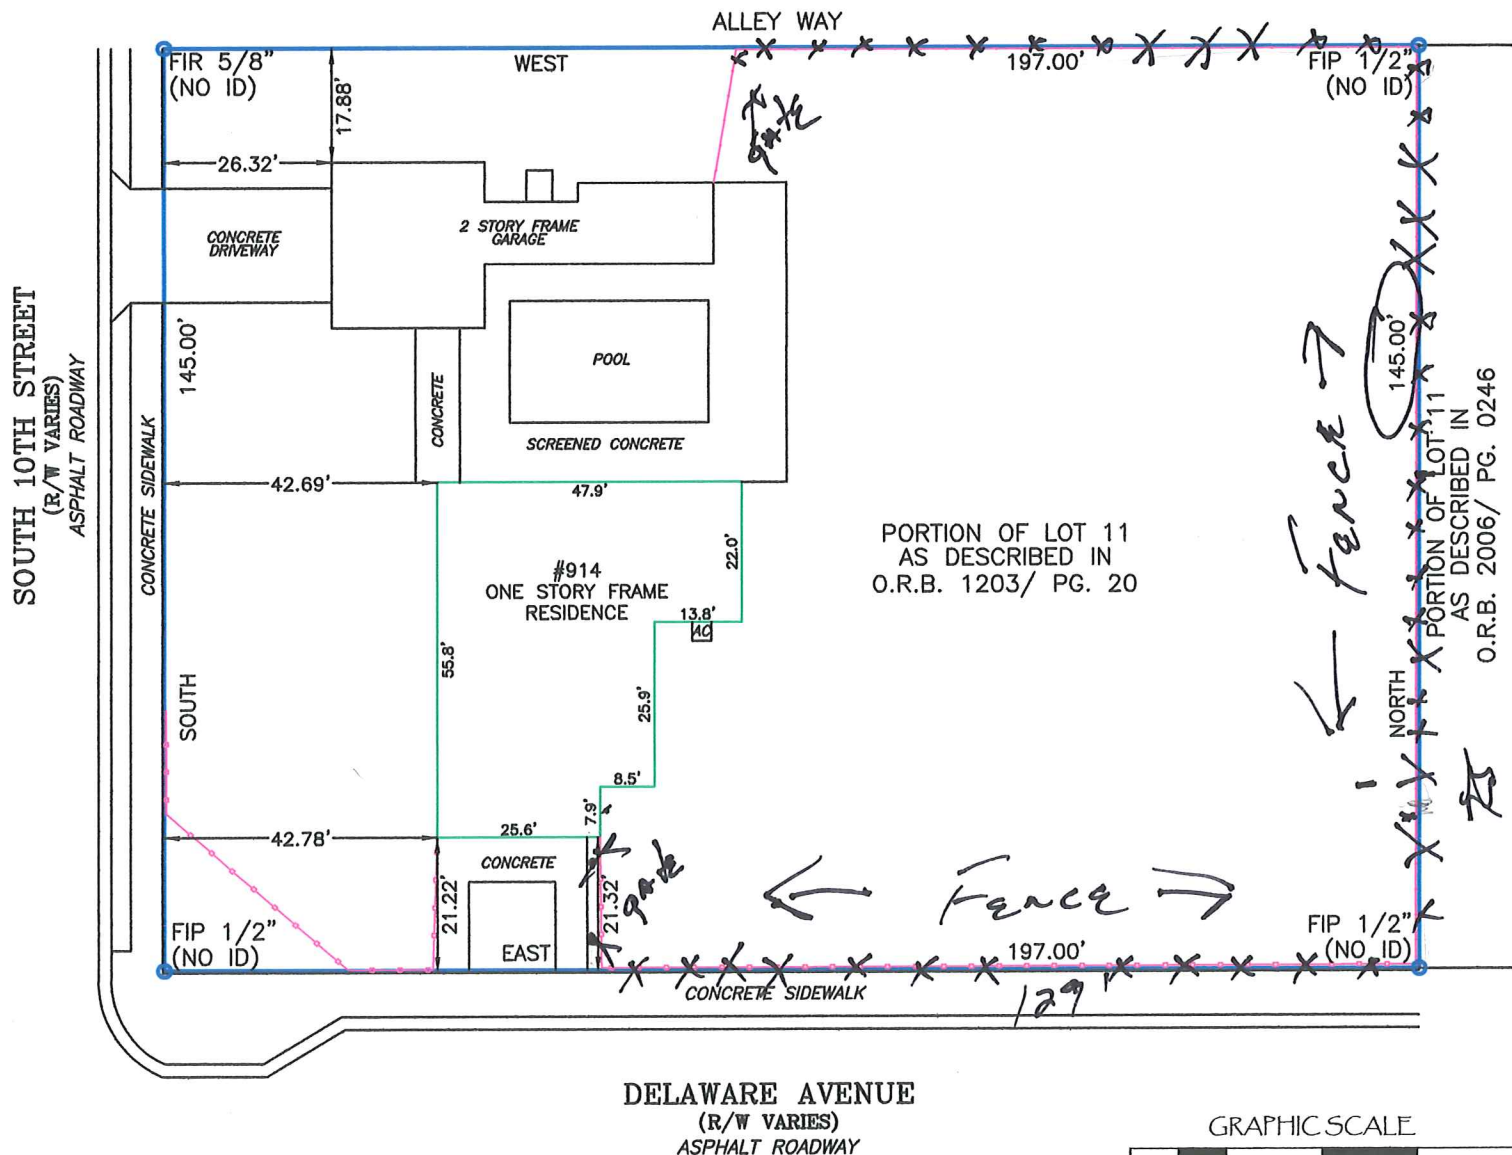 ALLEY WAY
FIR 5/8"
(NO ID)
WEST
197.00'
FIP 1/2"
(NO ID)
17.88'
26.32'
gate
2 STORY FRAME
GARAGE
CONCRETE
DRIVEWAY
SOUTH 10TH STREET
(R/W VARIES)
ASPHALT ROADWAY
CONCRETE SIDEWALK
145.00'
CONCRETE
POOL
SCREENED CONCRETE
42.69'
47.9'
22.0'
#914
ONE STORY FRAME
RESIDENCE
13.8'
AC
55.8'
25.9'
SOUTH
8.5'
7.9'
25.6'
42.78'
PORTION OF LOT 11
AS DESCRIBED IN
O.R.B. 1203/ PG. 20
Fence
145.00'
PORTION OF LOT 11
AS DESCRIBED IN
O.R.B. 2006/ PG. 0246
NORTH
CONCRETE
21.22'
21.32'
gate
Fence
FIP 1/2"
(NO ID)
EAST
197.00'
FIP 1/2"
(NO ID)
CONCRETE SIDEWALK
129'
DELAWARE AVENUE
(R/W VARIES)
ASPHALT ROADWAY
GRAPHIC SCALE